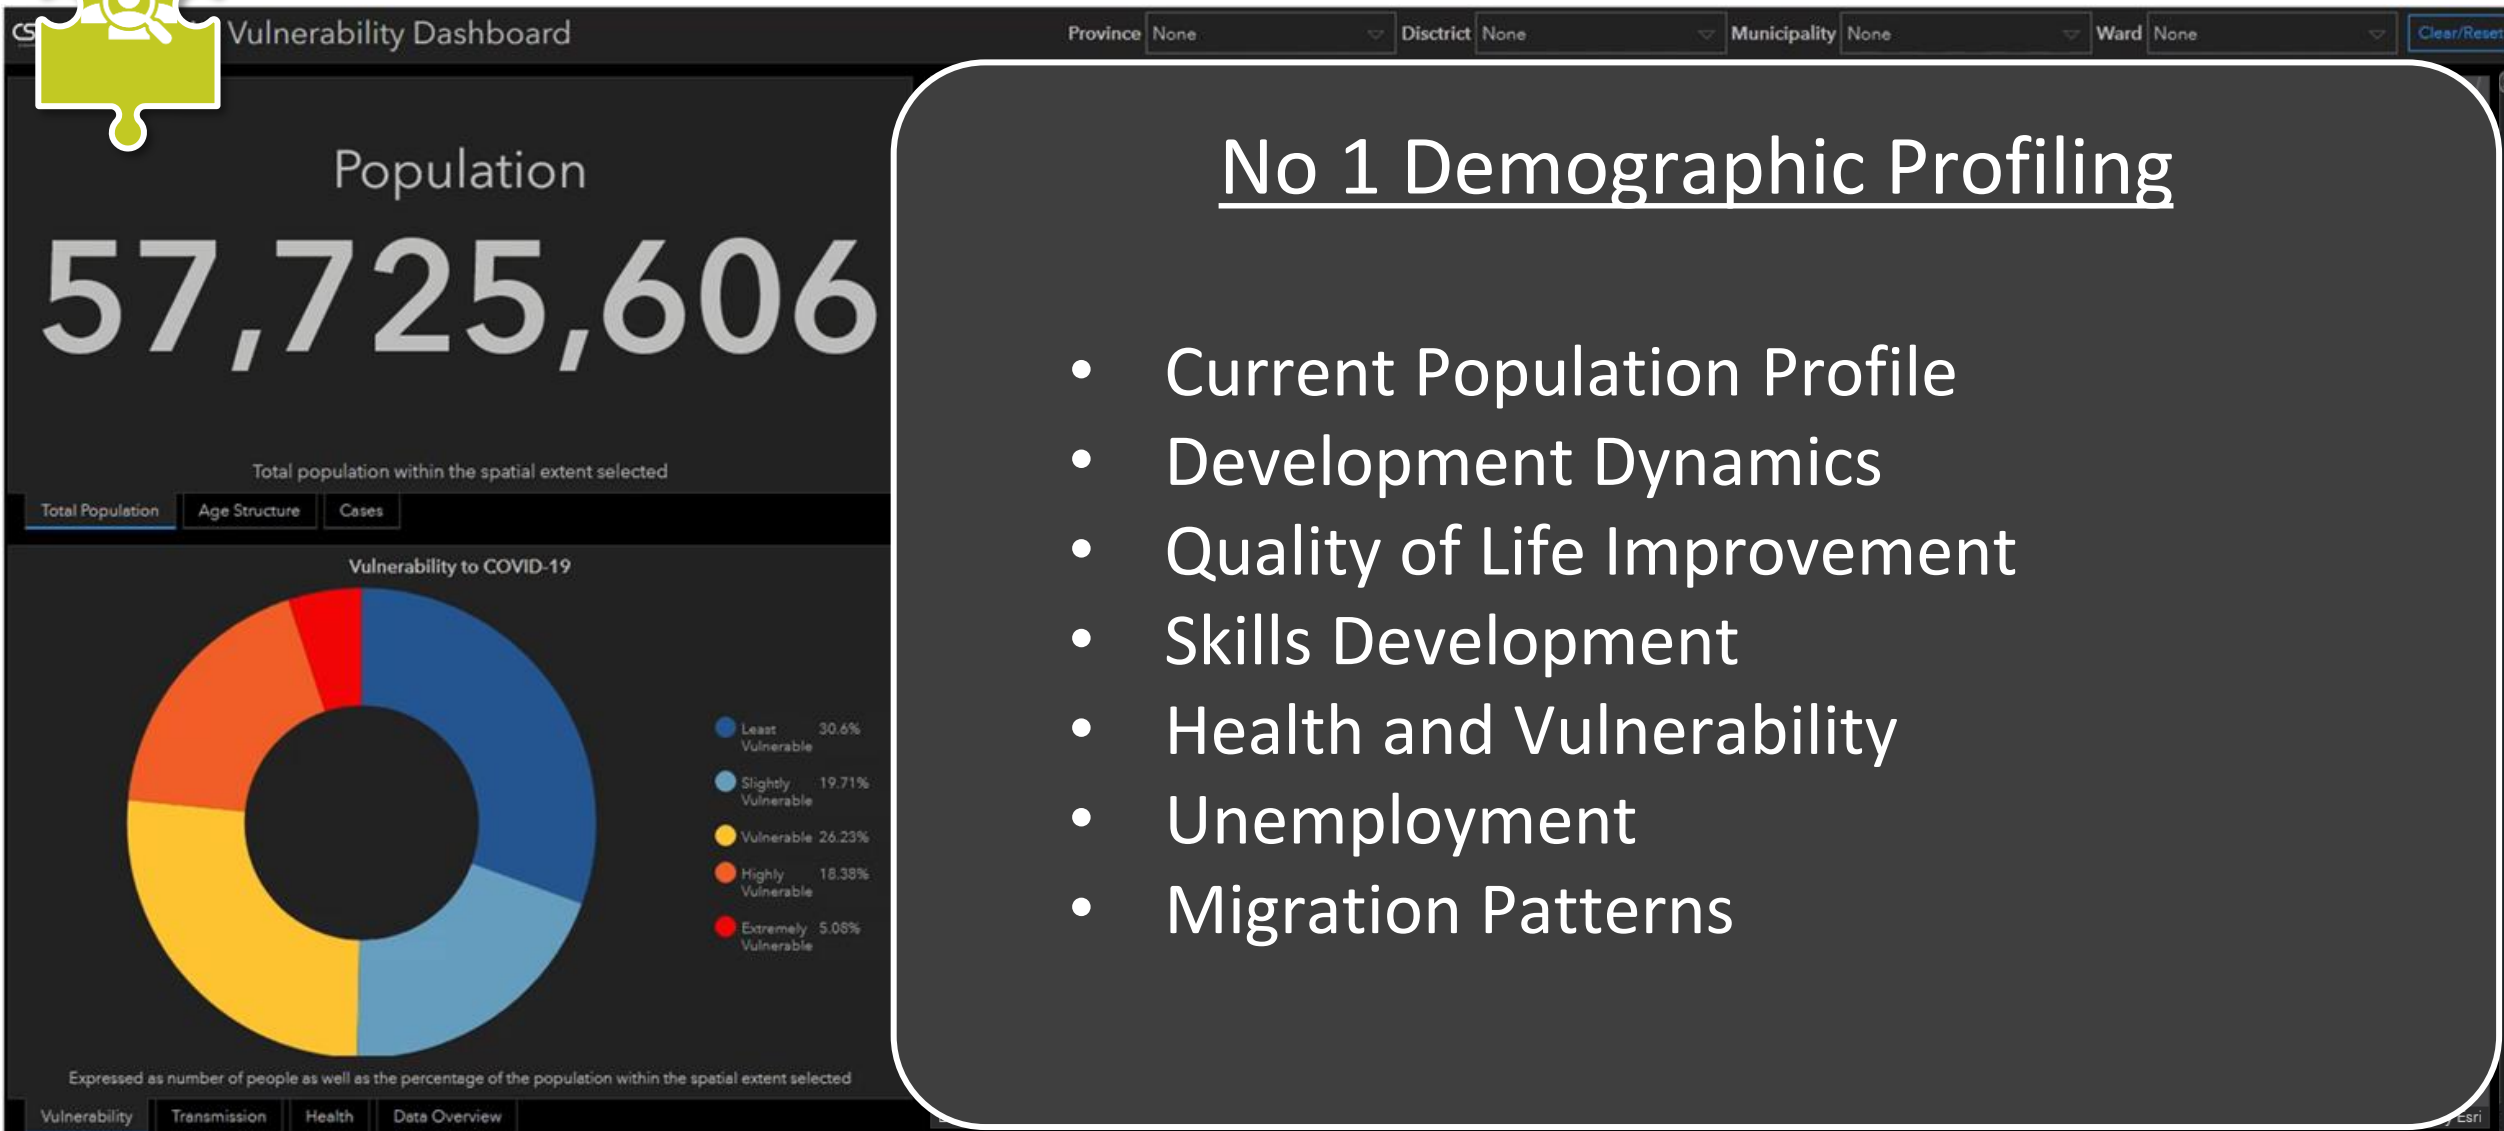 CS
Vulnerability Dashboard
Province None
Disctrict None
Municipality None
Ward None
Clear/Reset
Population
57,725,606
Total population within the spatial extent selected
Total Population
Age Structure
Cases
Vulnerability to COVID-19
Least 30.6%
Vulnerable
Slightly 19.71%
Vulnerable
Vulnerable 26.23%
Highly 18.38%
Vulnerable
Extremely 5.08%
Vulnerable
Expressed as number of people as well as the percentage of the population within the spatial extent selected
Vulnerability
Transmission
Health
Data Overview
No 1 Demographic Profiling
• Current Population Profile
• Development Dynamics
• Quality of Life Improvement
• Skills Development
• Health and Vulnerability
• Unemployment
• Migration Patterns
Esri